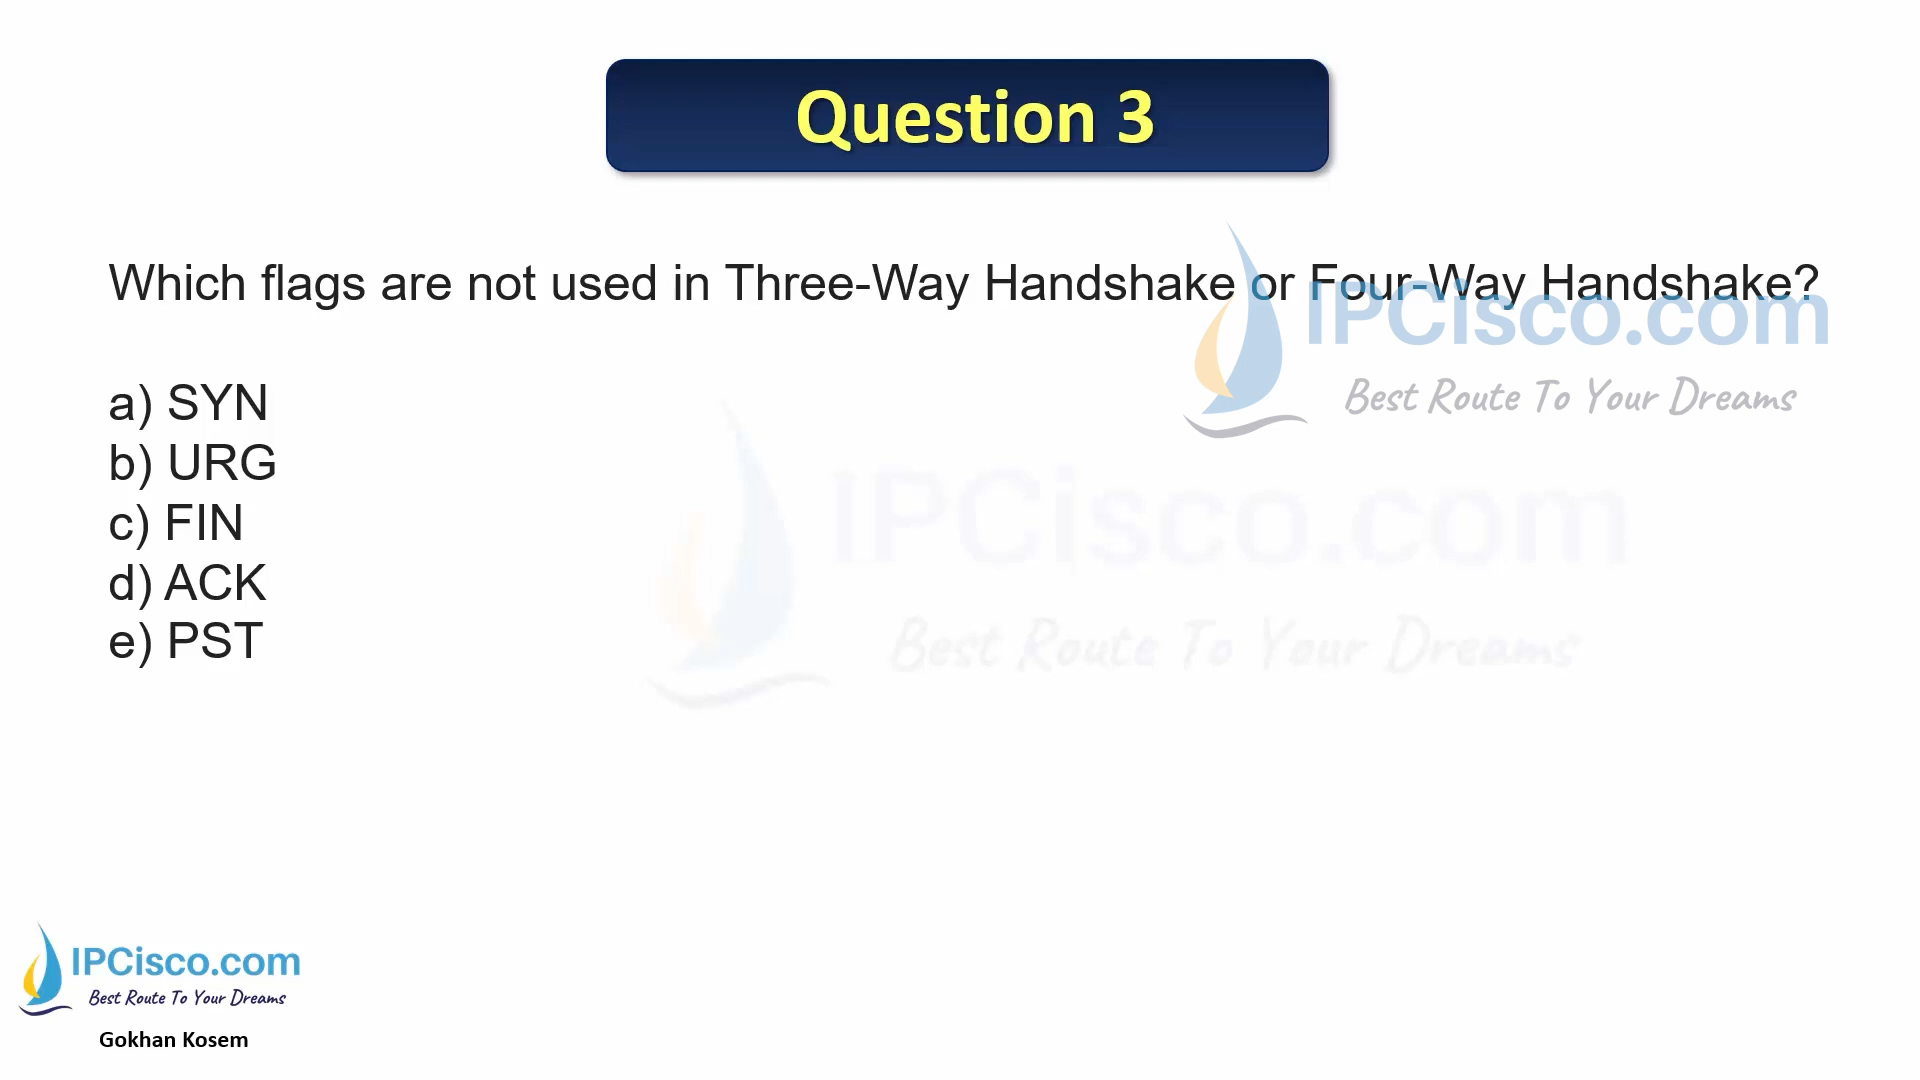 Question 3
Which flags are not used in Three-Way Handshake or Four-Way Handshake?
IPCisco.com
Best Route To Your Dreams
a) SYN
b) URG
c) FIN
d) ACK
e) PST
IPCisco.com
Best Route To Your Dreams
IPCisco.com
Best Route To Your Dreams
Gokhan Kosem